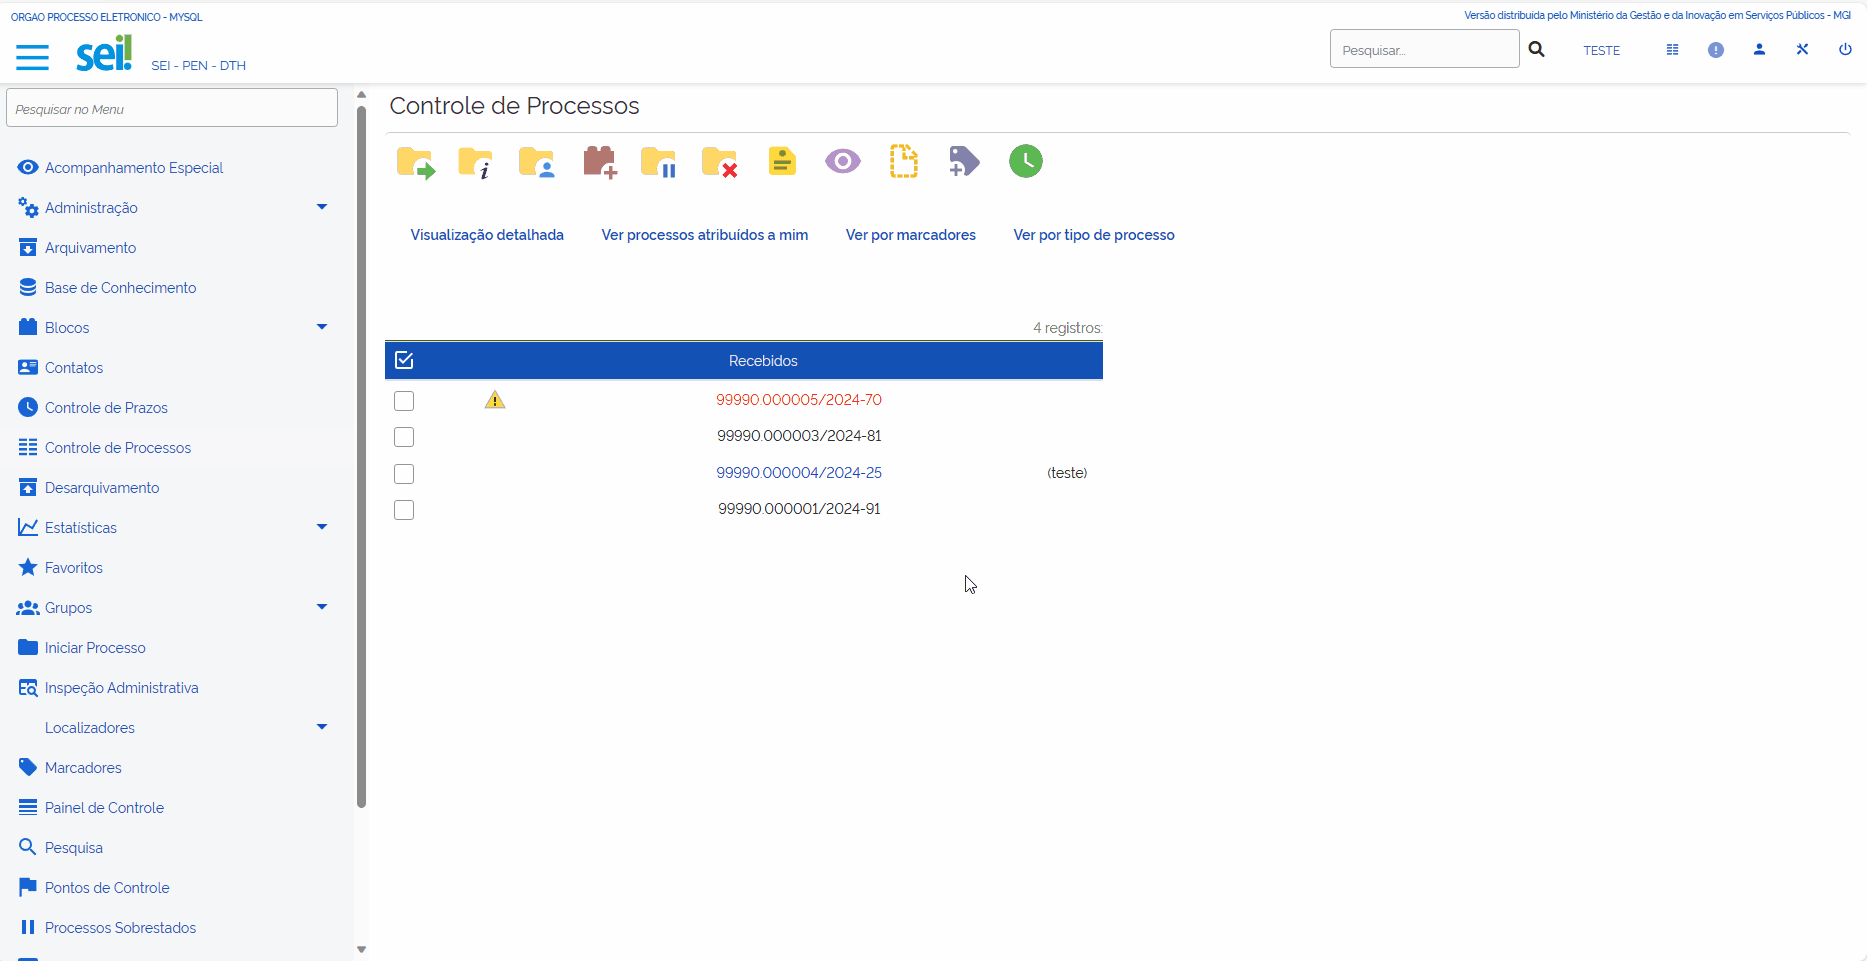 ORGAO PROCESSO ELETRONICO - MYSQL
Versão distribuída pelo Ministério da Gestão e da Inovação em Serviços Públicos - MGI
sei!
SEI - PEN - DTH
Pesquisar...
TESTE
Pesquisar no Menu
Acompanhamento Especial
Administração
Arquivamento
Base de Conhecimento
Blocos
Contatos
Controle de Prazos
Controle de Processos
Desarquivamento
Estatísticas
Favoritos
Grupos
Iniciar Processo
Inspeção Administrativa
Localizadores
Marcadores
Painel de Controle
Pesquisa
Pontos de Controle
Processos Sobrestados
Controle de Processos
Visualização detalhada
Ver processos atribuídos a mim
Ver por marcadores
Ver por tipo de processo
4 registros:
Recebidos
99990.000005/2024-70
99990.000003/2024-81
99990.000004/2024-25 (teste)
99990.000001/2024-91